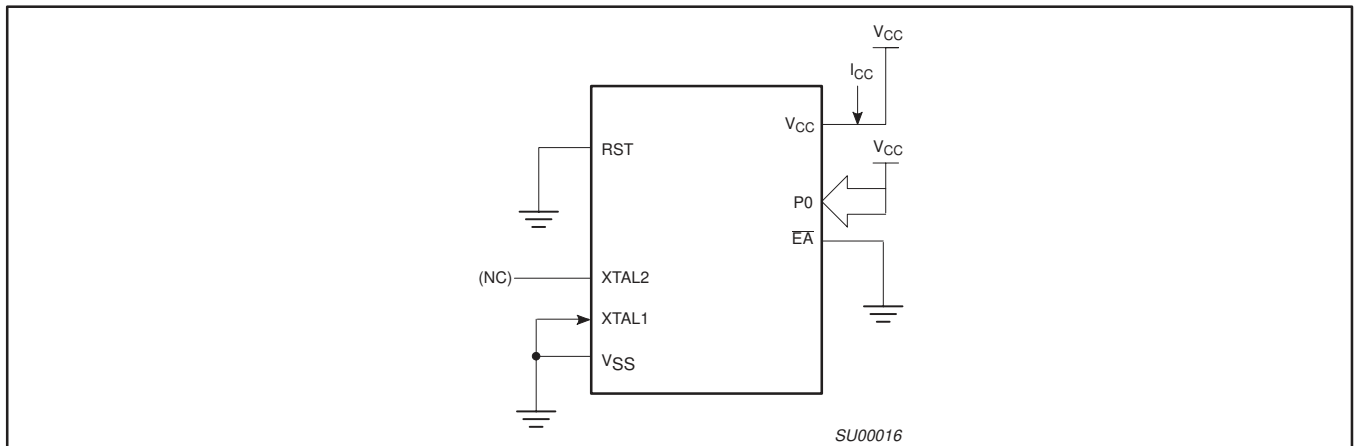 VCC
ICC
VCC
RST
VCC
P0
EA
(NC)
XTAL2
XTAL1
VSS
SU00016